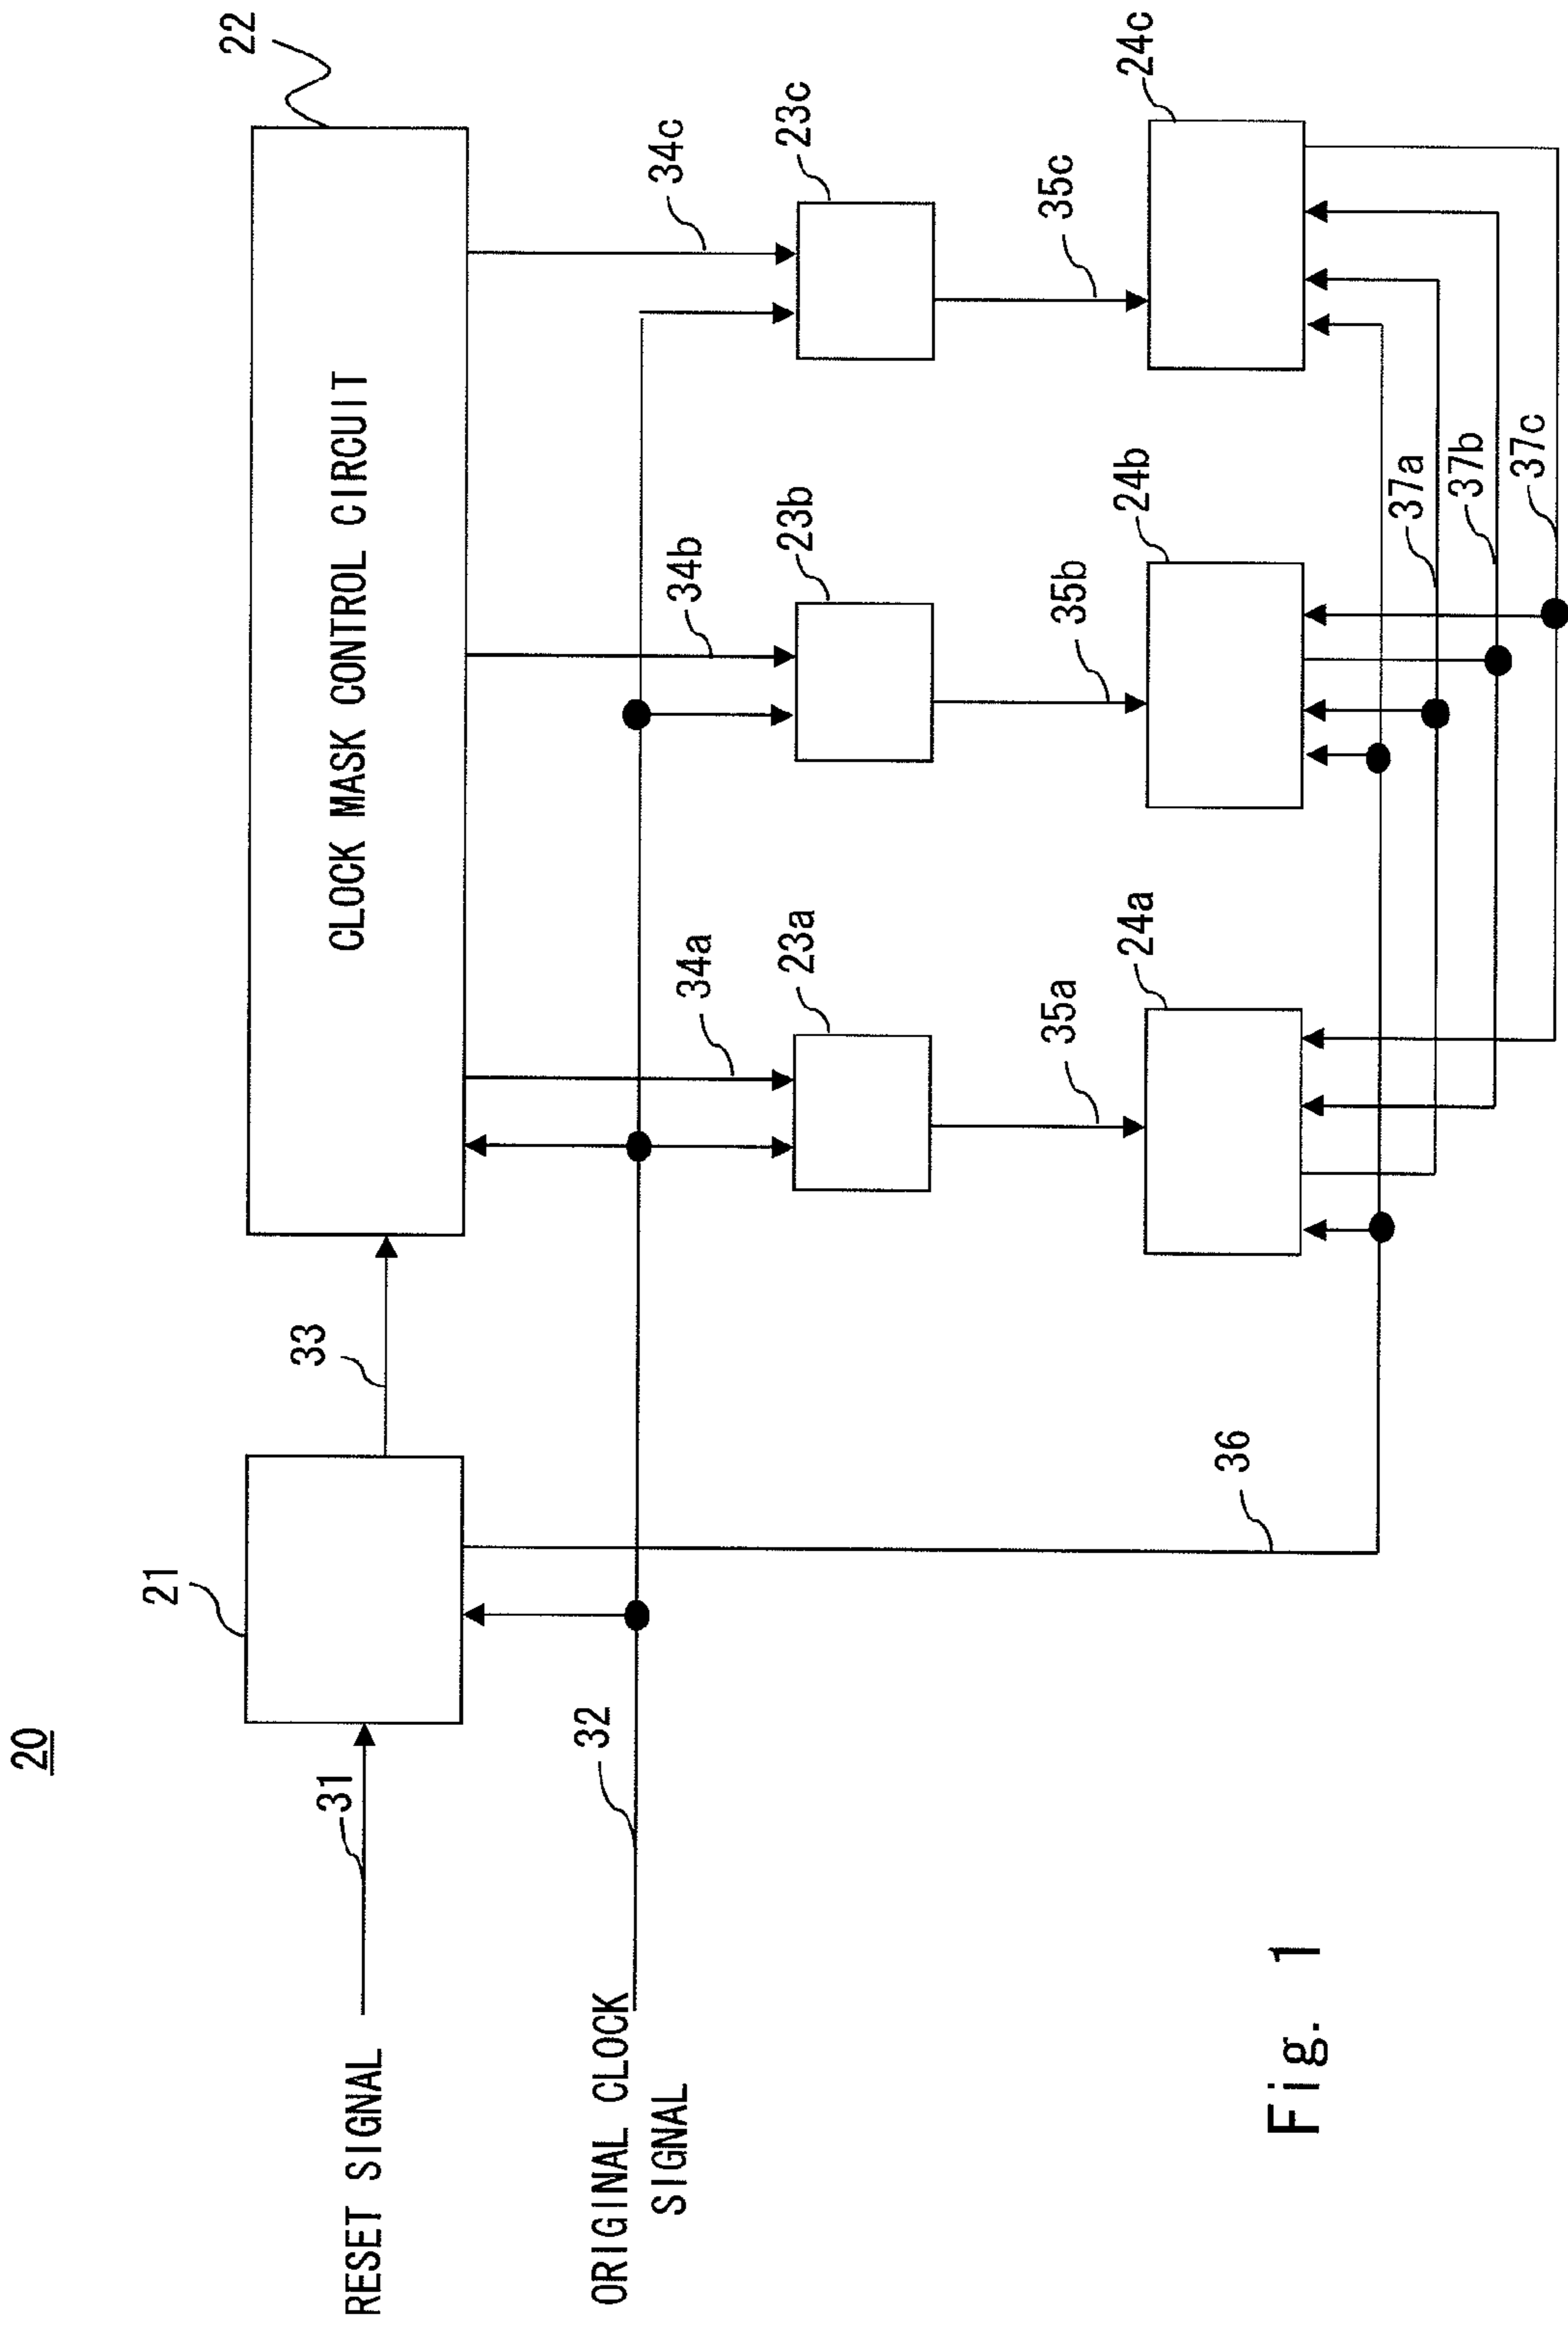 20
22
CLOCK MASK CONTROL CIRCUIT
21
33
31
RESET SIGNAL
34a
34b
34c
32
ORIGINAL CLOCK
SIGNAL
23a
23b
23c
35a
35b
35c
24a
24b
24c
36
37a
37b
37c
Fig. 1